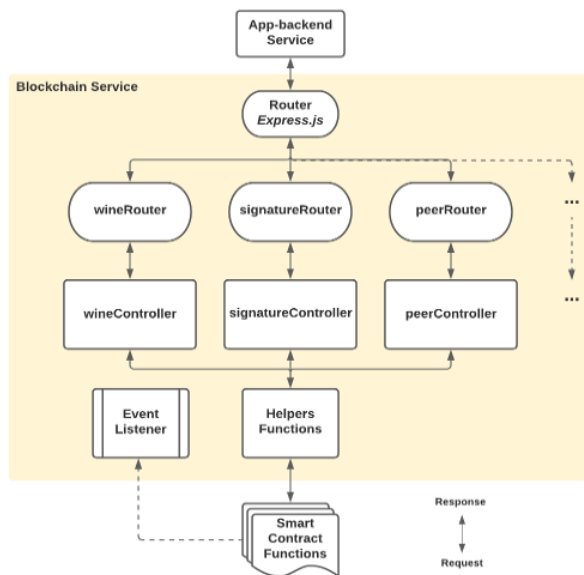 App-backend
Service
Blockchain Service
Router
Express.js
wineRouter
signatureRouter
peerRouter
...
wineController
signatureController
peerController
...
Event
Listener
Helpers
Functions
Smart
Contract
Functions
Response
Request